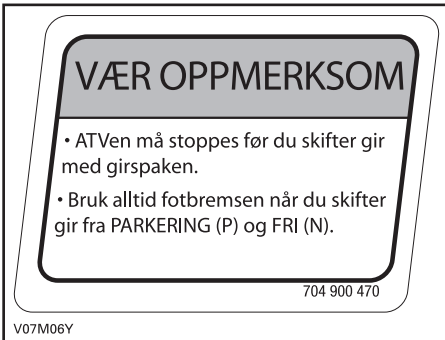 VÆR OPPMERKSOM
• ATVen må stoppes før du skifter gir
med girspaken.
• Bruk alltid fotbremsen når du skifter
gir fra PARKERING (P) og FRI (N).
704 900 470
V07M06Y